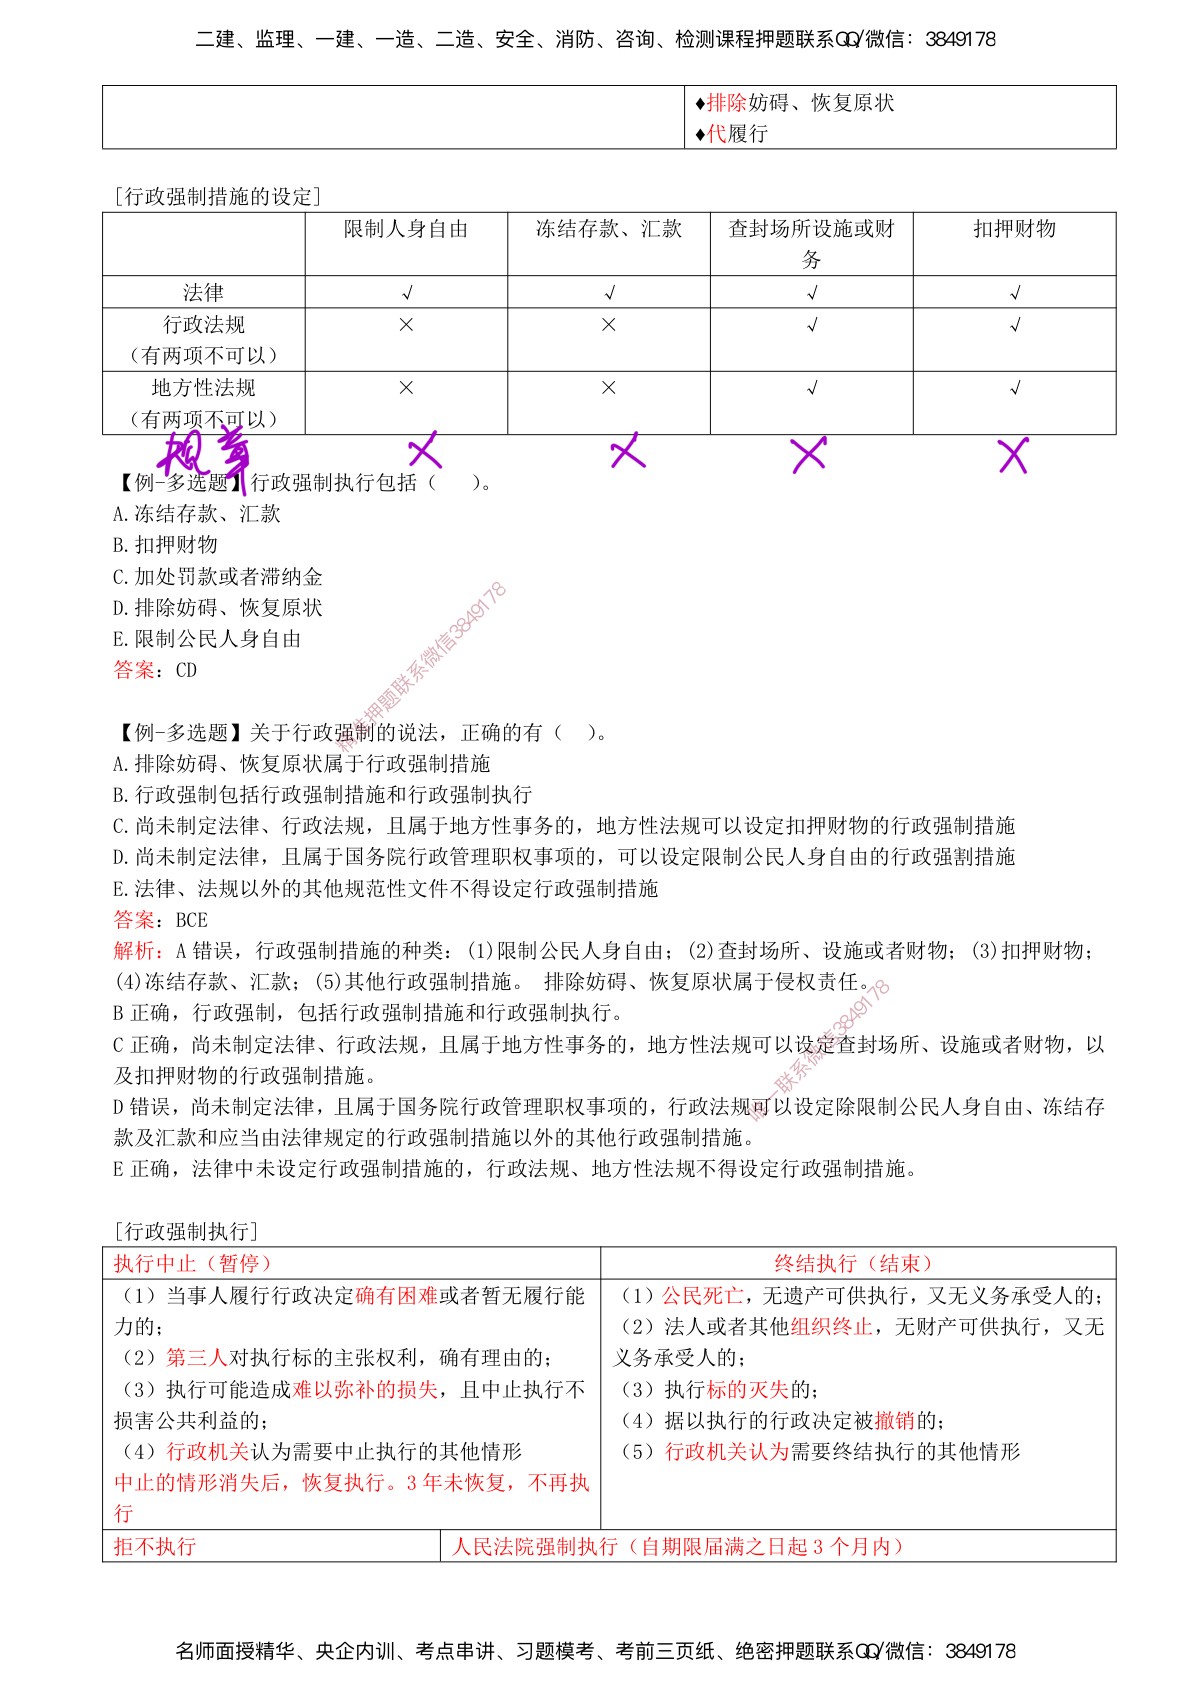 二建、监理、一建、一造、二造、安全、消防、咨询、检测课程押题联系QQ/微信：3849178
♦排除妨碍、恢复原状
♦代履行
[行政强制措施的设定]
限制人身自由 冻结存款、汇款 查封场所设施或财务 扣押财物
法律 √ √ √ √
行政法规 × × √ √
（有两项不可以）
地方性法规 × × √ √
（有两项不可以）
规章 × × × ×
【例-多选题】行政强制执行包括（ ）。
A.冻结存款、汇款
B.扣押财物
C.加处罚款或者滞纳金
D.排除妨碍、恢复原状
E.限制公民人身自由
答案：CD
精准押题联系微信3849178
【例-多选题】关于行政强制的说法，正确的有（ ）。
A.排除妨碍、恢复原状属于行政强制措施
B.行政强制包括行政强制措施和行政强制执行
C.尚未制定法律、行政法规，且属于地方性事务的，地方性法规可以设定扣押财物的行政强制措施
D.尚未制定法律，且属于国务院行政管理职权事项的，可以设定限制公民人身自由的行政强割措施
E.法律、法规以外的其他规范性文件不得设定行政强制措施
答案：BCE
解析：A 错误，行政强制措施的种类：(1)限制公民人身自由；(2)查封场所、设施或者财物；(3)扣押财物；
(4)冻结存款、汇款；(5)其他行政强制措施。 排除妨碍、恢复原状属于侵权责任。
B 正确，行政强制，包括行政强制措施和行政强制执行。
C 正确，尚未制定法律、行政法规，且属于地方性事务的，地方性法规可以设定查封场所、设施或者财物，以
及扣押财物的行政强制措施。
D 错误，尚未制定法律，且属于国务院行政管理职权事项的，行政法规可以设定除限制公民人身自由、冻结存
款及汇款和应当由法律规定的行政强制措施以外的其他行政强制措施。
E 正确，法律中未设定行政强制措施的，行政法规、地方性法规不得设定行政强制措施。
唯一联系微信3849178
[行政强制执行]
执行中止（暂停） 终结执行（结束）
（1）当事人履行行政决定确有困难或者暂无履行能
力的；
（2）第三人对执行标的主张权利，确有理由的；
（3）执行可能造成难以弥补的损失，且中止执行不
损害公共利益的；
（4）行政机关认为需要中止执行的其他情形
中止的情形消失后，恢复执行。3 年未恢复，不再执
行
（1）公民死亡，无遗产可供执行，又无义务承受人的；
（2）法人或者其他组织终止，无财产可供执行，又无
义务承受人的；
（3）执行标的灭失的；
（4）据以执行的行政决定被撤销的；
（5）行政机关认为需要终结执行的其他情形
拒不执行 人民法院强制执行（自期限届满之日起 3 个月内）
名师面授精华、央企内训、考点串讲、习题模考、考前三页纸、绝密押题联系QQ/微信：3849178